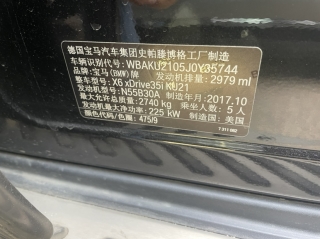 德国宝马汽车集团史帕滕博格工厂制造
车辆识别代号: WBAKU2105J0Y35744
品牌: 宝马(BMW)牌 发动机排量: 2979 ml
型号: X6 xDrive35i KU21
发动机型号: N55B30A 制造年月: 2017.10
最大允许总质量: 2740 kg 乘坐人数: 5人
发动机最大净功率: 225 kW 制造国: 美国
颜色代码/色圈: 475/9
7 311 002